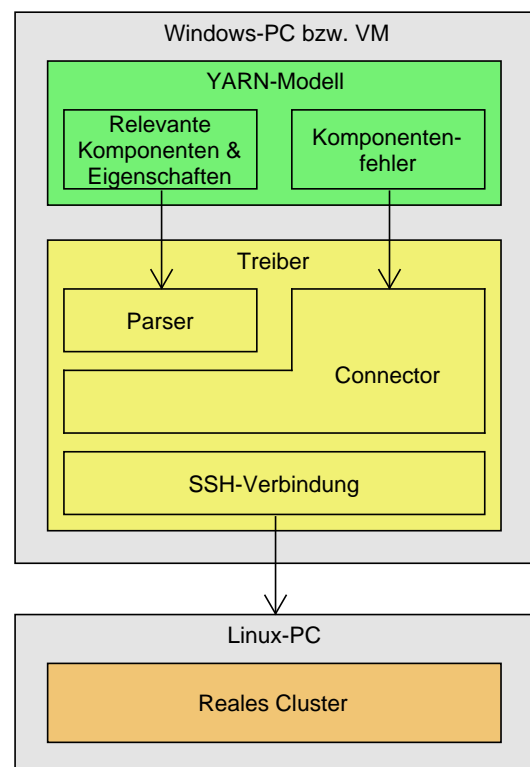 Windows-PC bzw. VM
YARN-Modell
Relevante
Komponenten &
Eigenschaften
Komponenten-
fehler
Treiber
Parser
Connector
SSH-Verbindung
Linux-PC
Reales Cluster